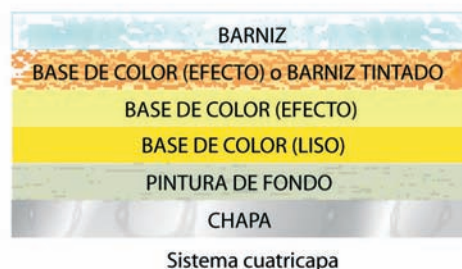 BARNIZ
BASE DE COLOR (EFECTO) o BARNIZ TINTADO
BASE DE COLOR (EFECTO)
BASE DE COLOR (LISO)
PINTURA DE FONDO
CHAPA
Sistema cuatricapa